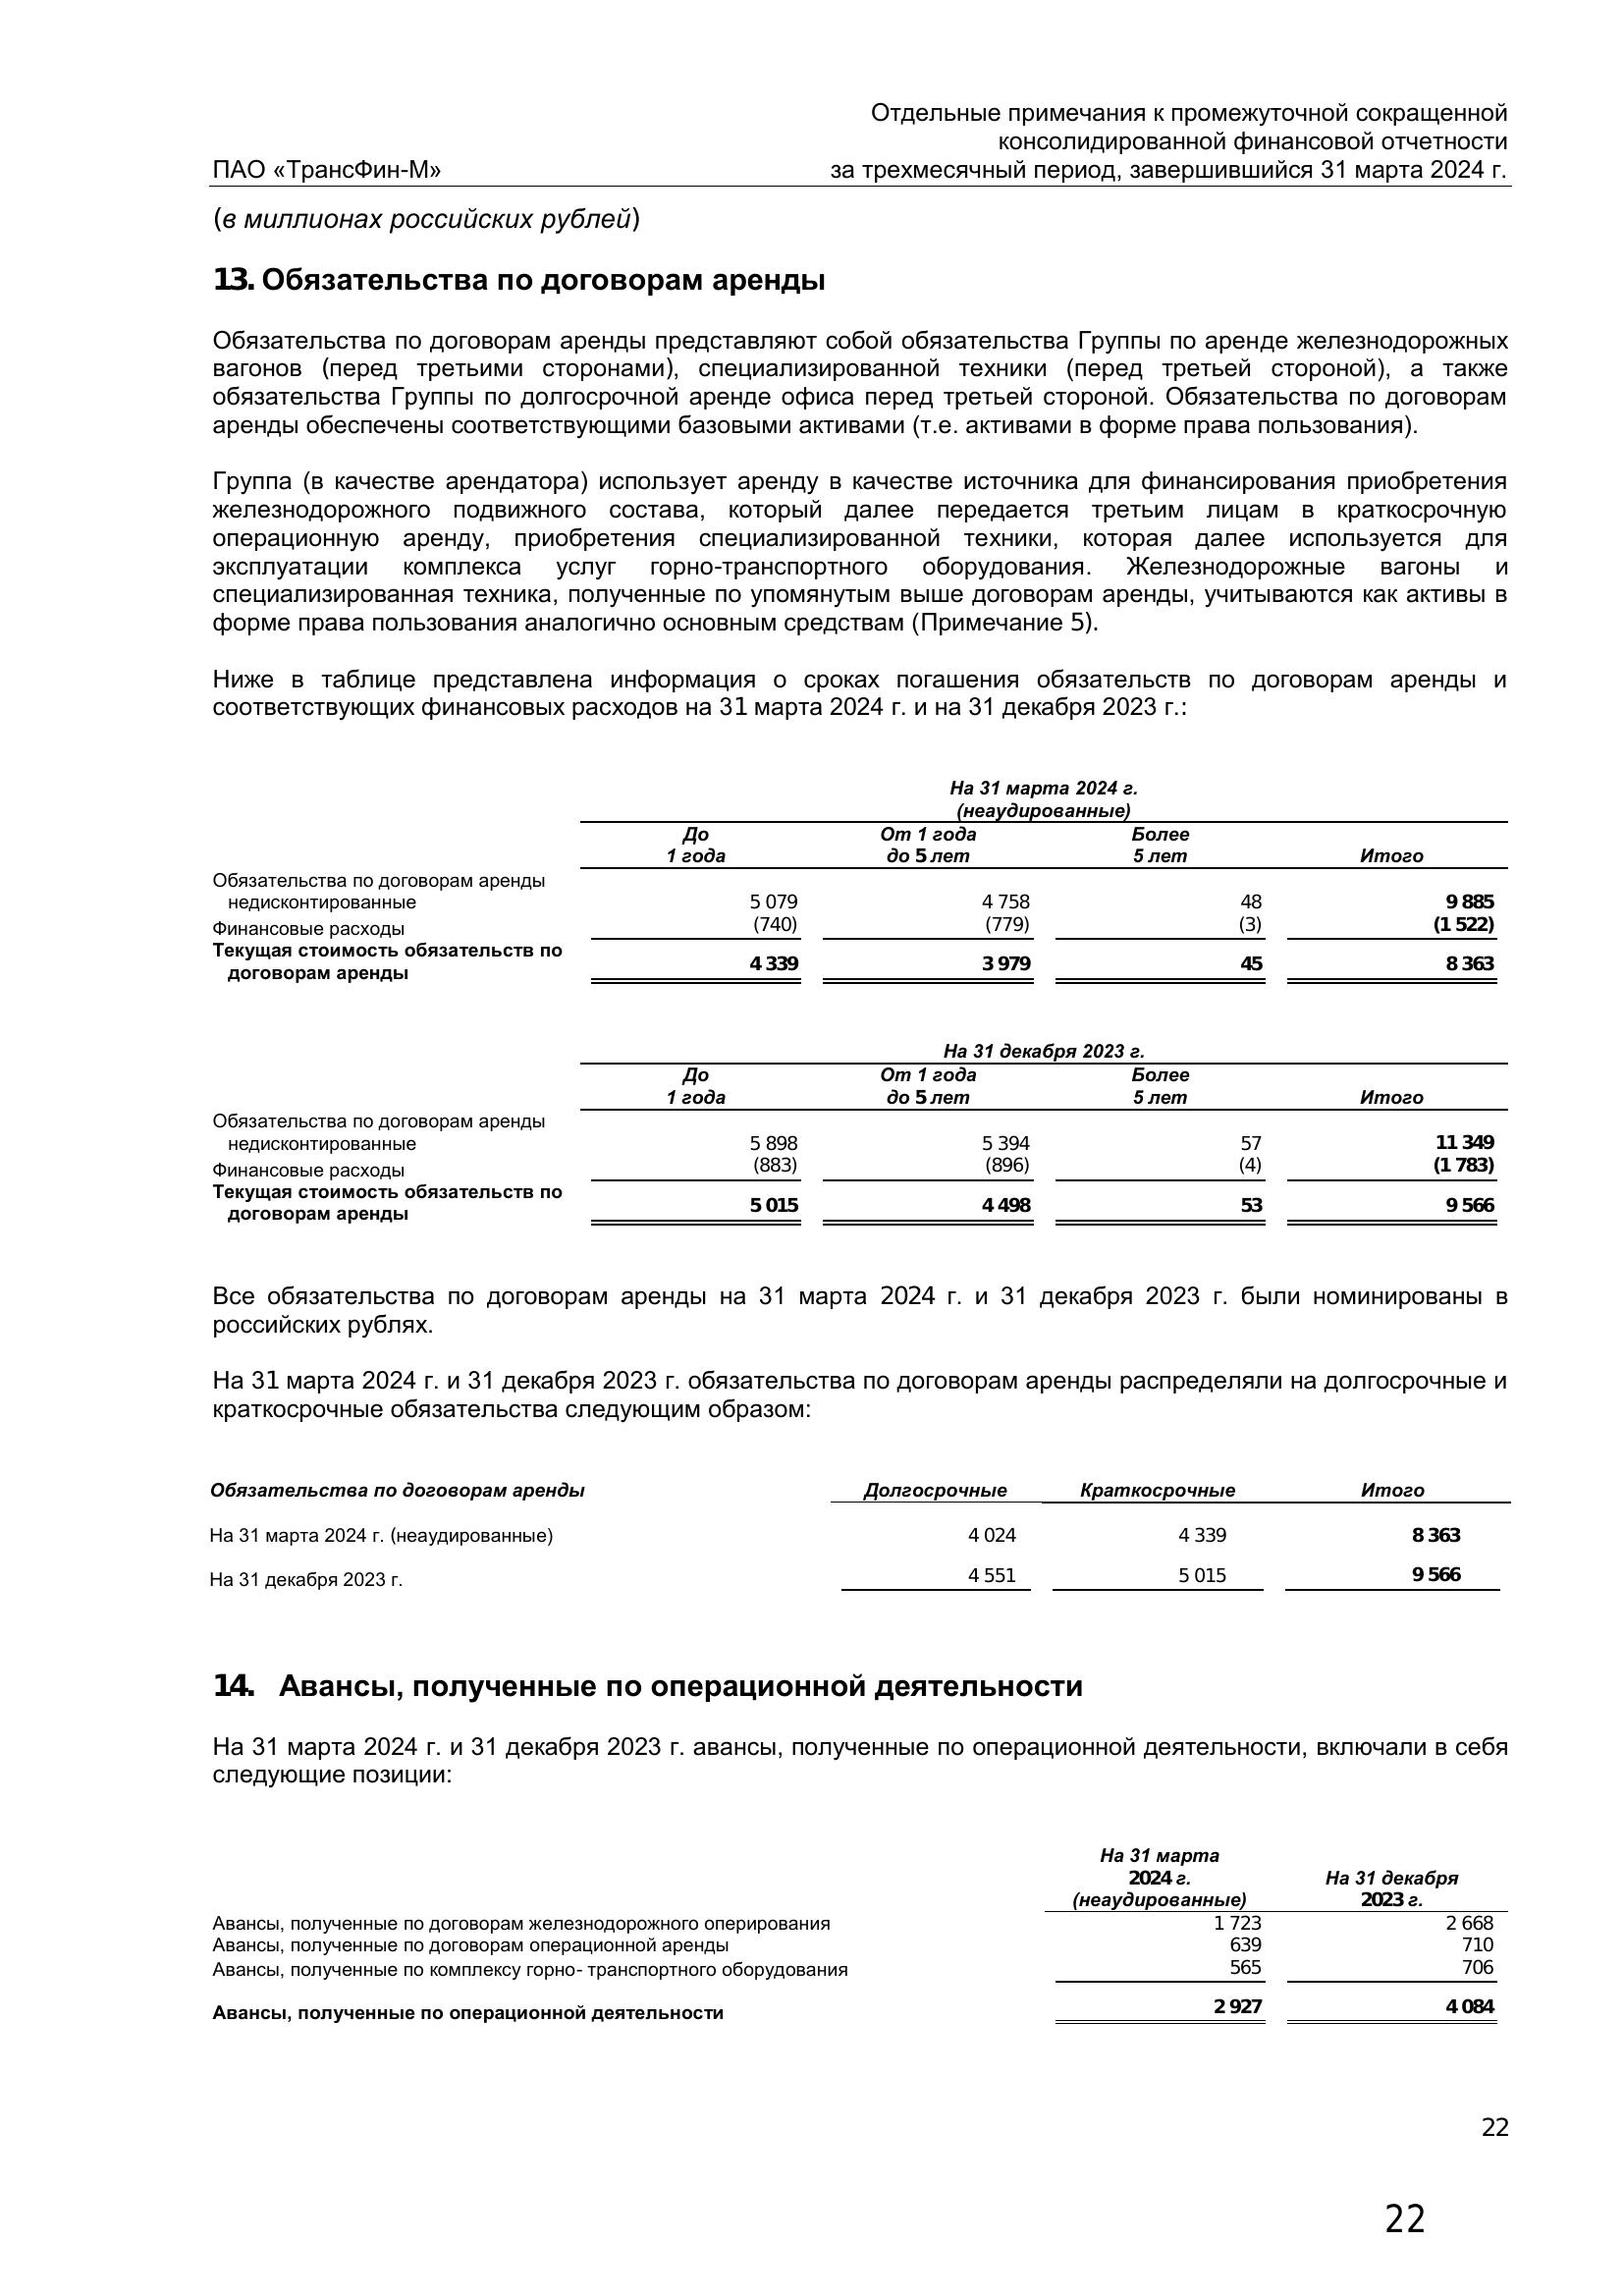 Отдельные примечания к промежуточной сокращенной
консолидированной финансовой отчетности
ПАО «ТрансФин-М» за трехмесячный период, завершившийся 31 марта 2024 г.
(в миллионах российских рублей)
13. Обязательства по договорам аренды
Обязательства по договорам аренды представляют собой обязательства Группы по аренде железнодорожных
вагонов (перед третьими сторонами), специализированной техники (перед третьей стороной), а также
обязательства Группы по долгосрочной аренде офиса перед третьей стороной. Обязательства по договорам
аренды обеспечены соответствующими базовыми активами (т.е. активами в форме права пользования).
Группа (в качестве арендатора) использует аренду в качестве источника для финансирования приобретения
железнодорожного подвижного состава, который далее передается третьим лицам в краткосрочную
операционную аренду, приобретения специализированной техники, которая далее используется для
эксплуатации комплекса услуг горно-транспортного оборудования. Железнодорожные вагоны и
специализированная техника, полученные по упомянутым выше договорам аренды, учитываются как активы в
форме права пользования аналогично основным средствам (Примечание 5).
Ниже в таблице представлена информация о сроках погашения обязательств по договорам аренды и
соответствующих финансовых расходов на 31 марта 2024 г. и на 31 декабря 2023 г.:
На 31 марта 2024 г.
(неаудированные)
До От 1 года Более
1 года до 5 лет 5 лет Итого
Обязательства по договорам аренды
недисконтированные 5 079 4 758 48 9 885
Финансовые расходы (740) (779) (3) (1 522)
Текущая стоимость обязательств по
договорам аренды 4 339 3 979 45 8 363
На 31 декабря 2023 г.
До От 1 года Более
1 года до 5 лет 5 лет Итого
Обязательства по договорам аренды
недисконтированные 5 898 5 394 57 11 349
Финансовые расходы (883) (896) (4) (1 783)
Текущая стоимость обязательств по
договорам аренды 5 015 4 498 53 9 566
Все обязательства по договорам аренды на 31 марта 2024 г. и 31 декабря 2023 г. были номинированы в
российских рублях.
На 31 марта 2024 г. и 31 декабря 2023 г. обязательства по договорам аренды распределяли на долгосрочные и
краткосрочные обязательства следующим образом:
Обязательства по договорам аренды Долгосрочные Краткосрочные Итого
На 31 марта 2024 г. (неаудированные) 4 024 4 339 8 363
На 31 декабря 2023 г. 4 551 5 015 9 566
14. Авансы, полученные по операционной деятельности
На 31 марта 2024 г. и 31 декабря 2023 г. авансы, полученные по операционной деятельности, включали в себя
следующие позиции:
На 31 марта
2024 г. На 31 декабря
(неаудированные) 2023 г.
Авансы, полученные по договорам железнодорожного оперирования 1 723 2 668
Авансы, полученные по договорам операционной аренды 639 710
Авансы, полученные по комплексу горно- транспортного оборудования 565 706
Авансы, полученные по операционной деятельности 2 927 4 084
22
22